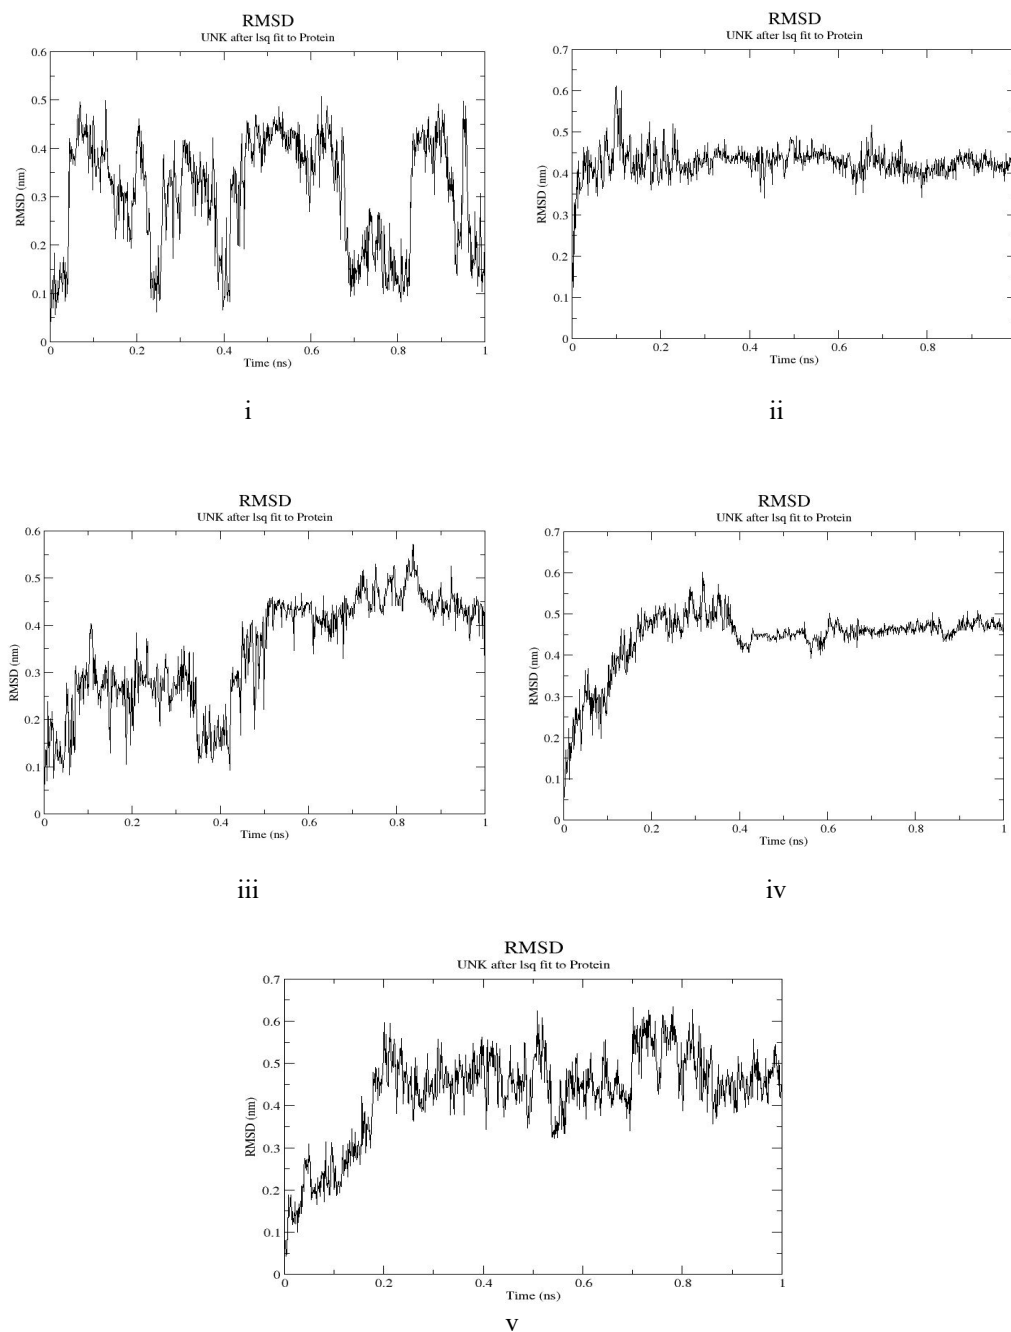 RMSD
UNK after lsq fit to Protein
0.6
0.5
0.4
0.3
0.2
0.1
0
RMSD (nm)
0 0.2 0.4 0.6 0.8 1
Time (ns)
i
RMSD
UNK after lsq fit to Protein
0.7
0.6
0.5
0.4
0.3
0.2
0.1
0
RMSD (nm)
0 0.2 0.4 0.6 0.8
Time (ns)
ii
RMSD
UNK after lsq fit to Protein
0.6
0.5
0.4
0.3
0.2
0.1
0
RMSD (nm)
0 0.2 0.4 0.6 0.8 1
Time (ns)
iii
RMSD
UNK after lsq fit to Protein
0.7
0.6
0.5
0.4
0.3
0.2
0.1
0
RMSD (nm)
0 0.2 0.4 0.6 0.8 1
Time (ns)
iv
RMSD
UNK after lsq fit to Protein
0.7
0.6
0.5
0.4
0.3
0.2
0.1
0
RMSD (nm)
0 0.2 0.4 0.6 0.8 1
Time (ns)
v